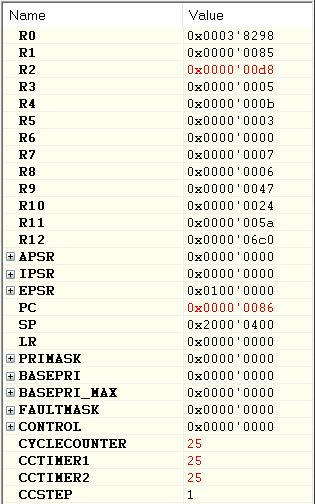 Name Value
R0 0x0003'8298
R1 0x0000'0085
R2 0x0000'00d8
R3 0x0000'0005
R4 0x0000'000b
R5 0x0000'0003
R6 0x0000'0000
R7 0x0000'0007
R8 0x0000'0006
R9 0x0000'0047
R10 0x0000'0024
R11 0x0000'005a
R12 0x0000'06c0
APSR 0x0000'0000
IPSR 0x0000'0000
EPSR 0x0100'0000
PC 0x0000'0086
SP 0x2000'0400
LR 0x0000'0000
PRIMASK 0x0000'0000
BASEPRI 0x0000'0000
BASEPRI_MAX 0x0000'0000
FAULTMASK 0x0000'0000
CONTROL 0x0000'0000
CYCLECOUNTER 25
CCTIMER1 25
CCTIMER2 25
CCSTEP 1